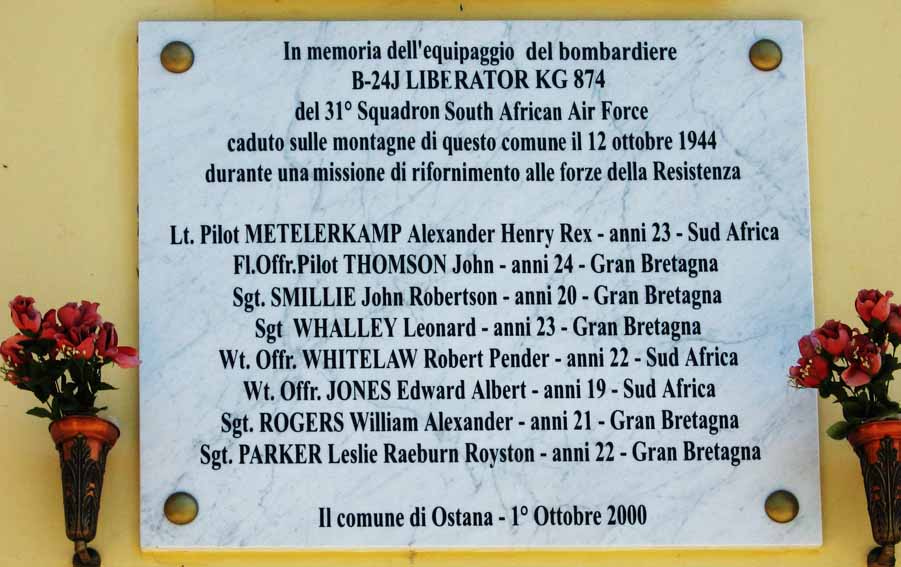 In memoria dell'equipaggio del bombardiere
B-24J LIBERATOR KG 874
del 31° Squadron South African Air Force
caduto sulle montagne di questo comune il 12 ottobre 1944
durante una missione di rifornimento alle forze della Resistenza
Lt. Pilot METELERKAMP Alexander Henry Rex - anni 23 - Sud Africa
Fl.Offr.Pilot THOMSON John - anni 24 - Gran Bretagna
Sgt. SMILLIE John Robertson - anni 20 - Gran Bretagna
Sgt WHALLEY Leonard - anni 23 - Gran Bretagna
Wt. Offr. WHITELAW Robert Pender - anni 22 - Sud Africa
Wt. Offr. JONES Edward Albert - anni 19 - Sud Africa
Sgt. ROGERS William Alexander - anni 21 - Gran Bretagna
Sgt. PARKER Leslie Raeburn Royston - anni 22 - Gran Bretagna
Il comune di Ostana - 1° Ottobre 2000